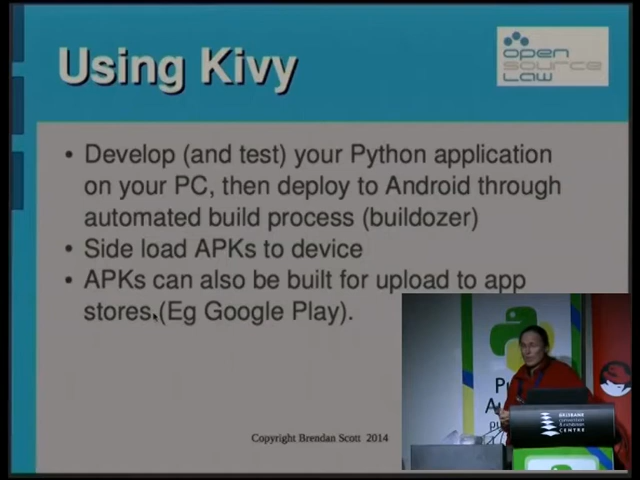 Using Kivy
open
source
Law
• Develop (and test) your Python application
on your PC, then deploy to Android through
automated build process (buildozer)
• Side load APKs to device
• APKs can also be built for upload to app
stores.(Eg Google Play).
Copyright Brendan Scott 2014
BRISBANE
CENTRE